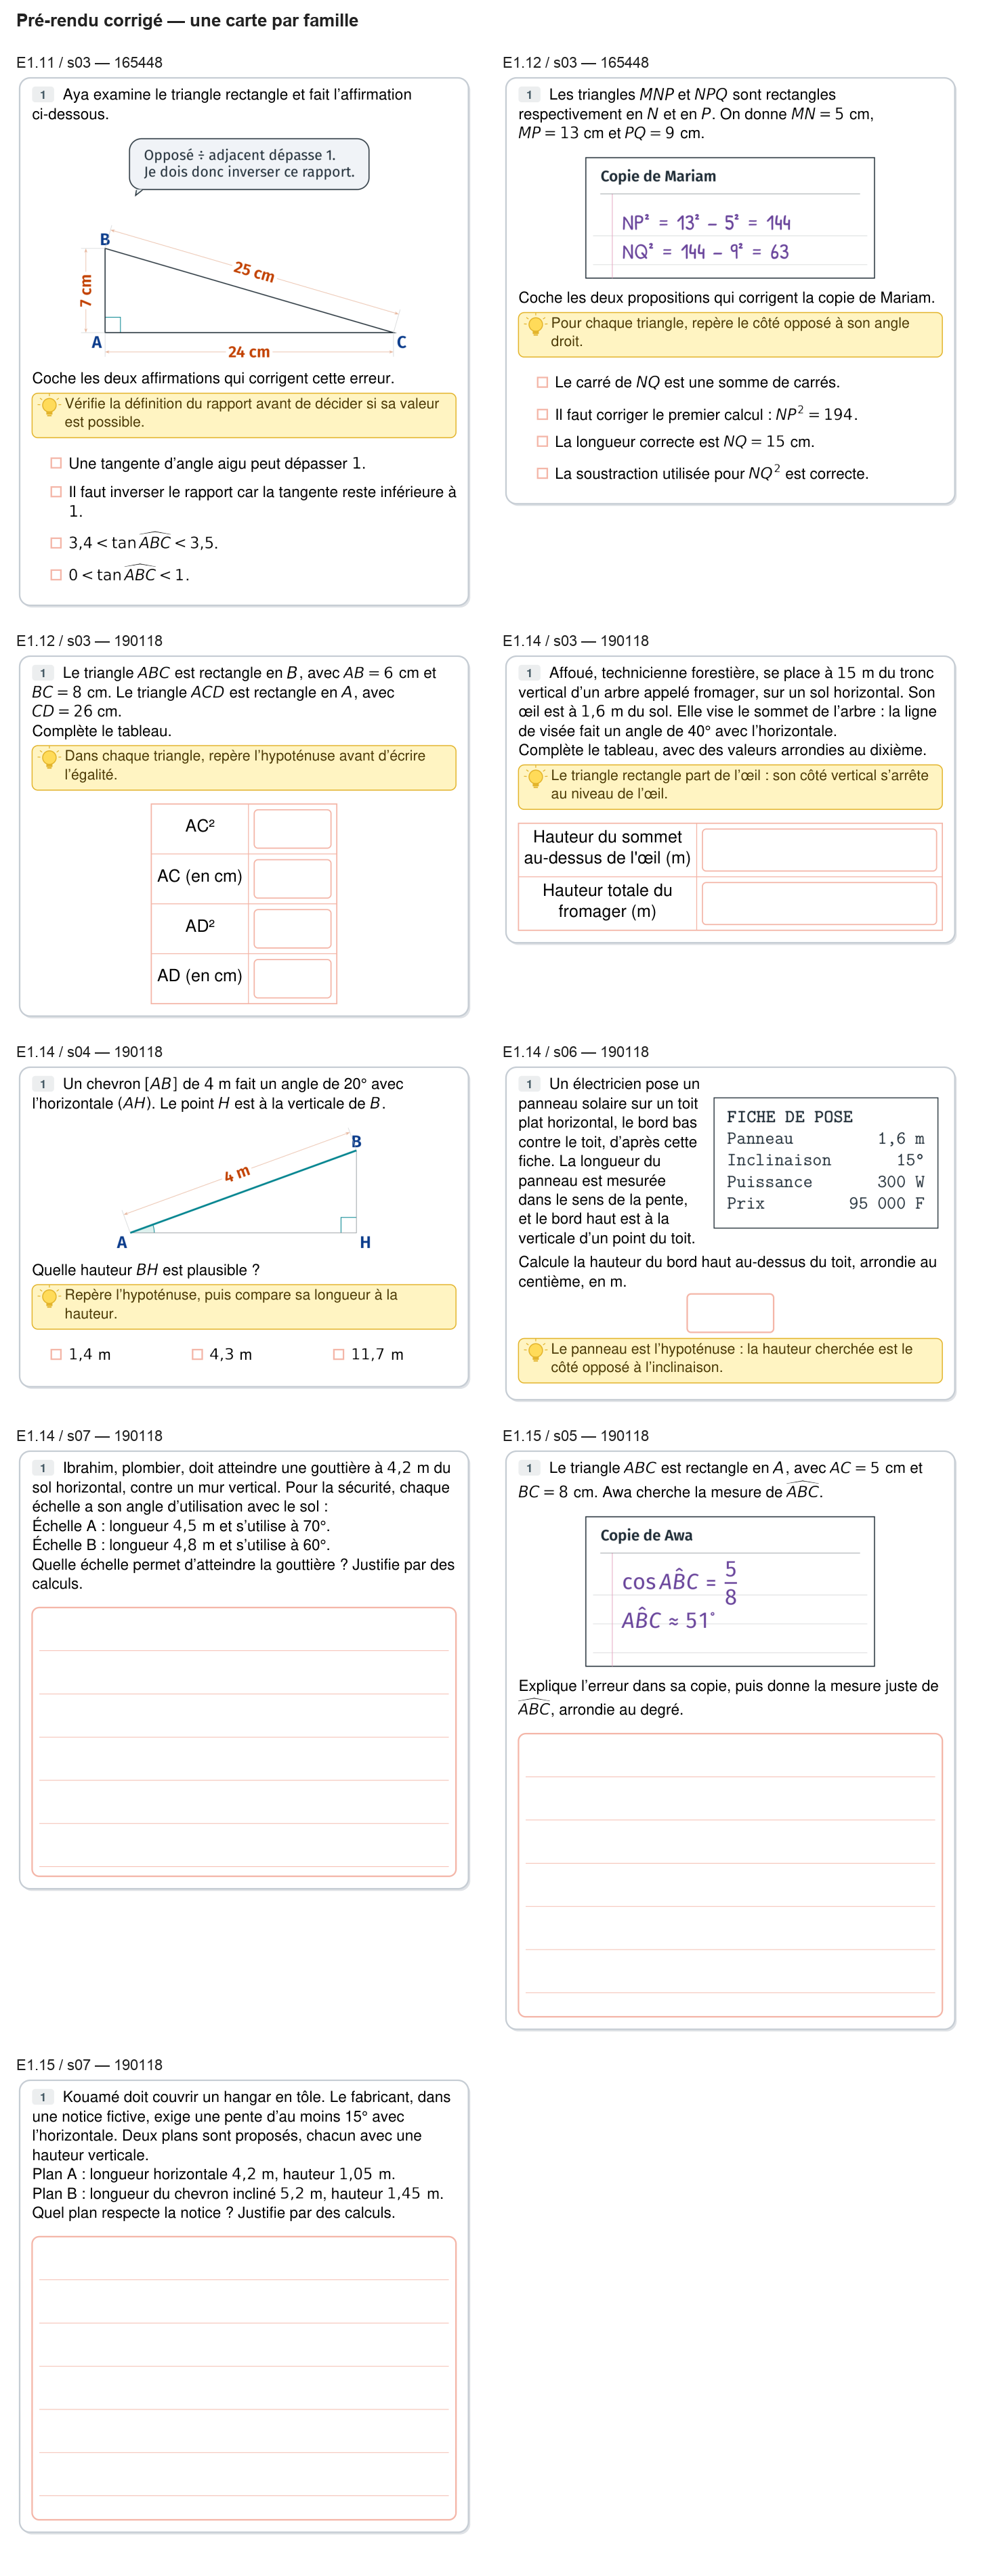 Pré-rendu corrigé — une carte par famille
E1.11 / s03 — 165448
1 Aya examine le triangle rectangle et fait l'affirmation
ci-dessous.
Opposé ÷ adjacent dépasse 1.
Je dois donc inverser ce rapport.
B
25 cm
7 cm
A
C
24 cm
Coche les deux affirmations qui corrigent cette erreur.
Vérifie la définition du rapport avant de décider si sa valeur
est possible.
Une tangente d'angle aigu peut dépasser 1.
Il faut inverser le rapport car la tangente reste inférieure à
1.
3,4 < tan \widehat{ABC} < 3,5.
0 < tan \widehat{ABC} < 1.
E1.12 / s03 — 165448
1 Les triangles MNP et NPQ sont rectangles
respectivement en N et en P. On donne MN = 5 cm,
MP = 13 cm et PQ = 9 cm.
Copie de Mariam
NP² = 13² − 5² = 144
NQ² = 144 − 9² = 63
Coche les deux propositions qui corrigent la copie de Mariam.
Pour chaque triangle, repère le côté opposé à son angle
droit.
Le carré de NQ est une somme de carrés.
Il faut corriger le premier calcul : NP² = 194.
La longueur correcte est NQ = 15 cm.
La soustraction utilisée pour NQ² est correcte.
E1.12 / s03 — 190118
1 Le triangle ABC est rectangle en B, avec AB = 6 cm et
BC = 8 cm. Le triangle ACD est rectangle en A, avec
CD = 26 cm.
Complète le tableau.
Dans chaque triangle, repère l'hypoténuse avant d'écrire
l'égalité.
AC²
AC (en cm)
AD²
AD (en cm)
E1.14 / s03 — 190118
1 Affoué, technicienne forestière, se place à 15 m du tronc
vertical d'un arbre appelé fromager, sur un sol horizontal. Son
œil est à 1,6 m du sol. Elle vise le sommet de l'arbre : la ligne
de visée fait un angle de 40° avec l'horizontale.
Complète le tableau, avec des valeurs arrondies au dixième.
Le triangle rectangle part de l'œil : son côté vertical s'arrête
au niveau de l'œil.
Hauteur du sommet
au-dessus de l'œil (m)
Hauteur totale du
fromager (m)
E1.14 / s04 — 190118
1 Un chevron [AB] de 4 m fait un angle de 20° avec
l'horizontale (AH). Le point H est à la verticale de B.
B
4 m
A
H
Quelle hauteur BH est plausible ?
Repère l'hypoténuse, puis compare sa longueur à la
hauteur.
1,4 m
4,3 m
11,7 m
E1.14 / s06 — 190118
1 Un électricien pose un
panneau solaire sur un toit
plat horizontal, le bord bas
contre le toit, d'après cette
fiche. La longueur du
panneau est mesurée
dans le sens de la pente,
et le bord haut est à la
verticale d'un point du toit.
FICHE DE POSE
Panneau 1,6 m
Inclinaison 15°
Puissance 300 W
Prix 95 000 F
Calcule la hauteur du bord haut au-dessus du toit, arrondie au
centième, en m.
Le panneau est l'hypoténuse : la hauteur cherchée est le
côté opposé à l'inclinaison.
E1.14 / s07 — 190118
1 Ibrahim, plombier, doit atteindre une gouttière à 4,2 m du
sol horizontal, contre un mur vertical. Pour la sécurité, chaque
échelle a son angle d'utilisation avec le sol :
Échelle A : longueur 4,5 m et s'utilise à 70°.
Échelle B : longueur 4,8 m et s'utilise à 60°.
Quelle échelle permet d'atteindre la gouttière ? Justifie par des
calculs.
E1.15 / s05 — 190118
1 Le triangle ABC est rectangle en A, avec AC = 5 cm et
BC = 8 cm. Awa cherche la mesure de \widehat{ABC}.
Copie de Awa
cos AB̂C = 5/8
AB̂C ≈ 51°
Explique l'erreur dans sa copie, puis donne la mesure juste de
\widehat{ABC}, arrondie au degré.
E1.15 / s07 — 190118
1 Kouamé doit couvrir un hangar en tôle. Le fabricant, dans
une notice fictive, exige une pente d'au moins 15° avec
l'horizontale. Deux plans sont proposés, chacun avec une
hauteur verticale.
Plan A : longueur horizontale 4,2 m, hauteur 1,05 m.
Plan B : longueur du chevron incliné 5,2 m, hauteur 1,45 m.
Quel plan respecte la notice ? Justifie par des calculs.